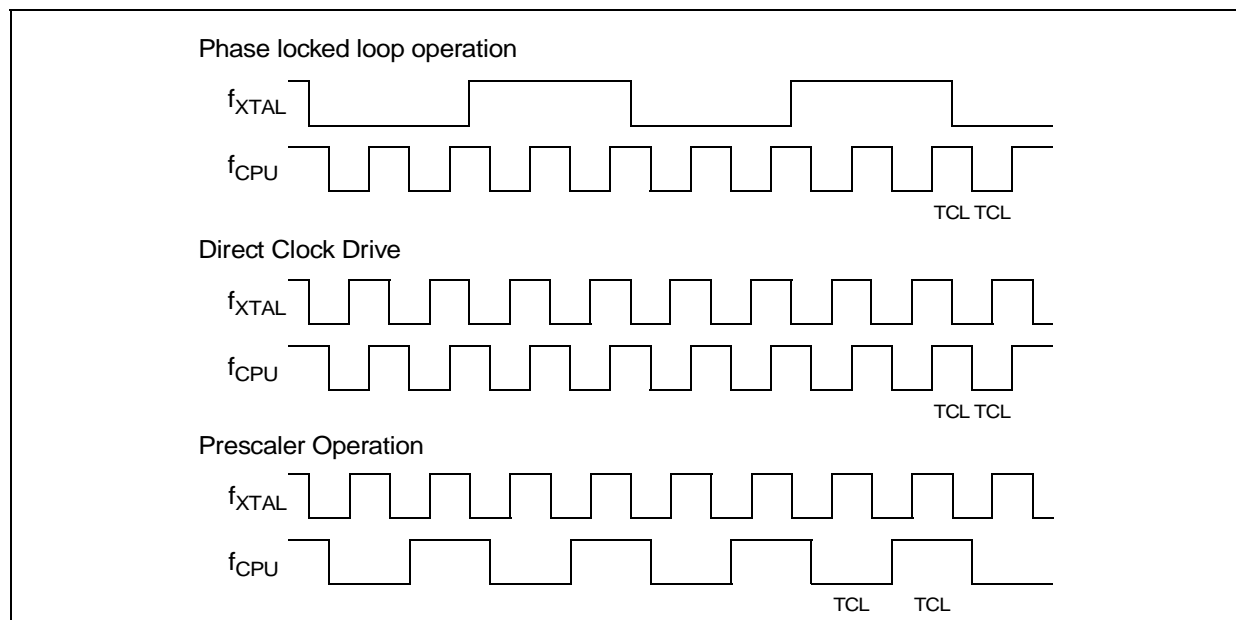 Phase locked loop operation
fXTAL
fCPU
TCL TCL
Direct Clock Drive
fXTAL
fCPU
TCL TCL
Prescaler Operation
fXTAL
fCPU
TCL TCL